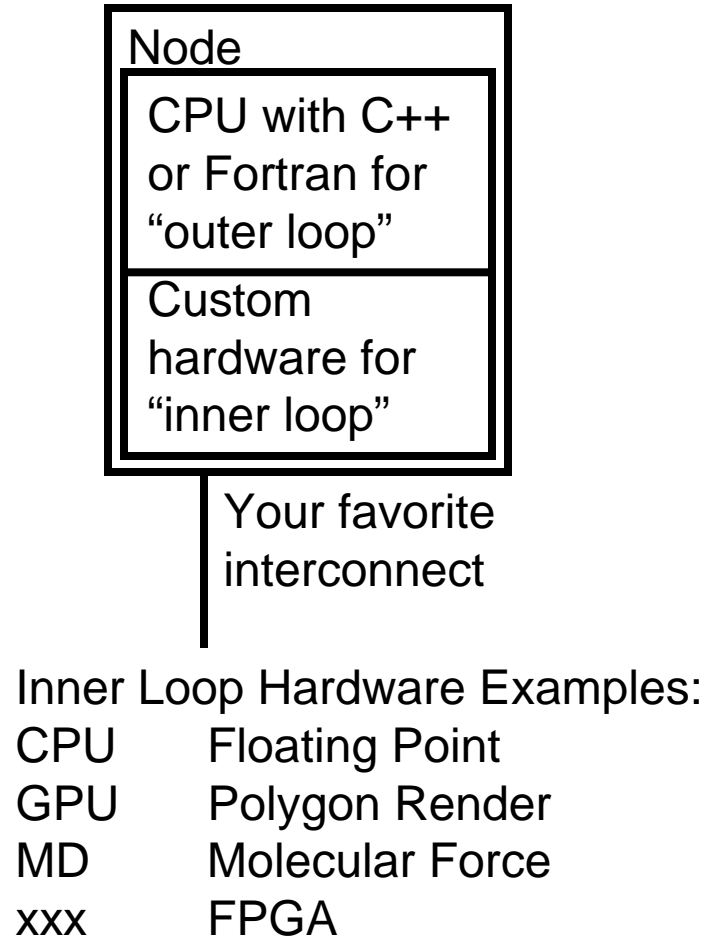 Node
CPU with C++
or Fortran for
“outer loop”
Custom
hardware for
“inner loop”
Your favorite
interconnect
Inner Loop Hardware Examples:
CPU Floating Point
GPU Polygon Render
MD Molecular Force
xxx FPGA